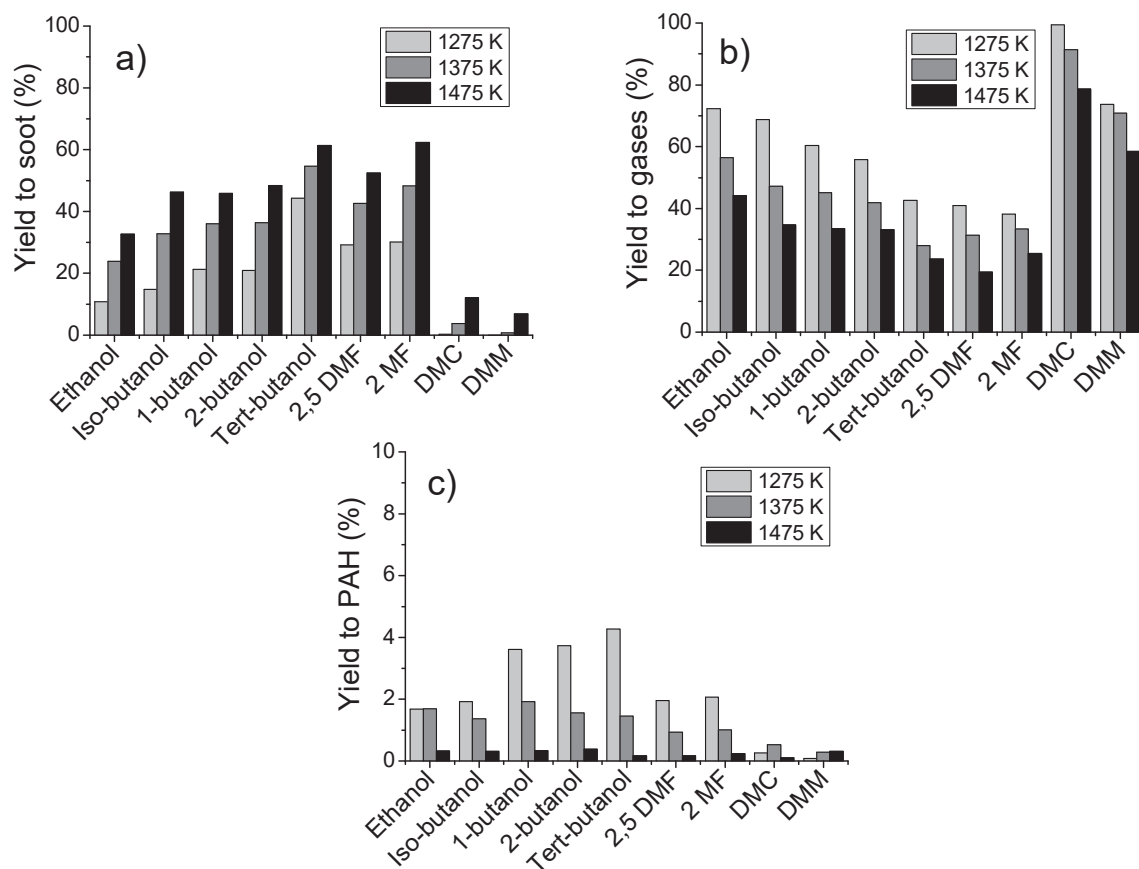 a)
Yield to soot (%)
100
80
60
40
20
0
1275 K
1375 K
1475 K
Ethanol
Iso-butanol
1-butanol
2-butanol
Tert-butanol
2,5 DMF
2 MF
DMC
DMM
b)
Yield to gases (%)
100
80
60
40
20
0
1275 K
1375 K
1475 K
Ethanol
Iso-butanol
1-butanol
2-butanol
Tert-butanol
2,5 DMF
2 MF
DMC
DMM
c)
Yield to PAH (%)
10
8
6
4
2
0
1275 K
1375 K
1475 K
Ethanol
Iso-butanol
1-butanol
2-butanol
Tert-butanol
2,5 DMF
2 MF
DMC
DMM